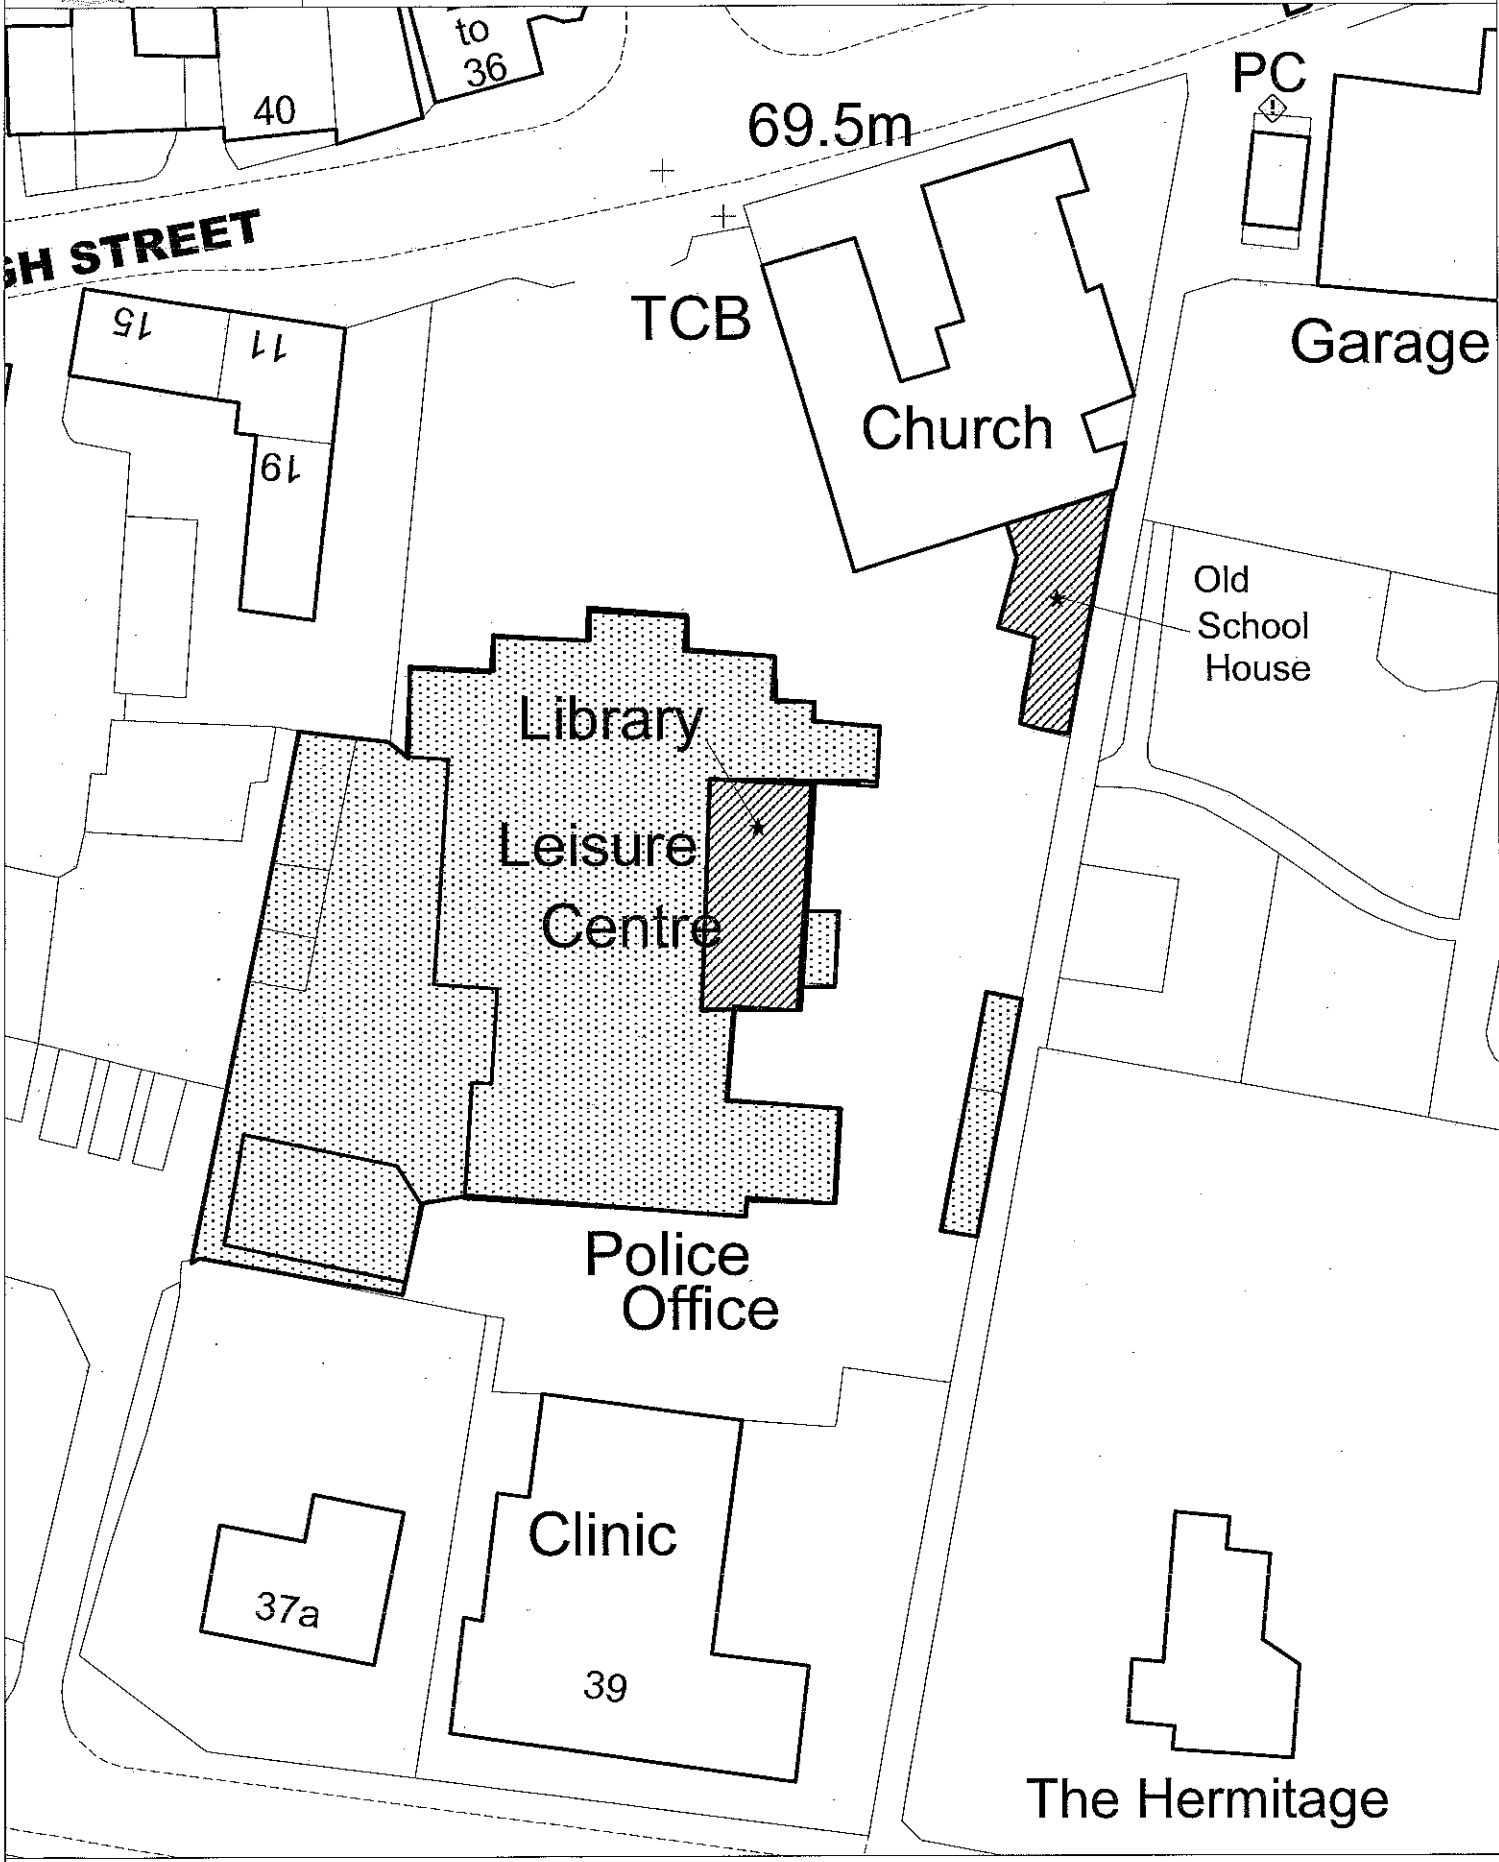 to
36
40
PC
69.5m
GH STREET
15
11
19
TCB
Garage
Church
Old
School
House
Library
Leisure
Centre
Police
Office
Clinic
37a
39
The Hermitage